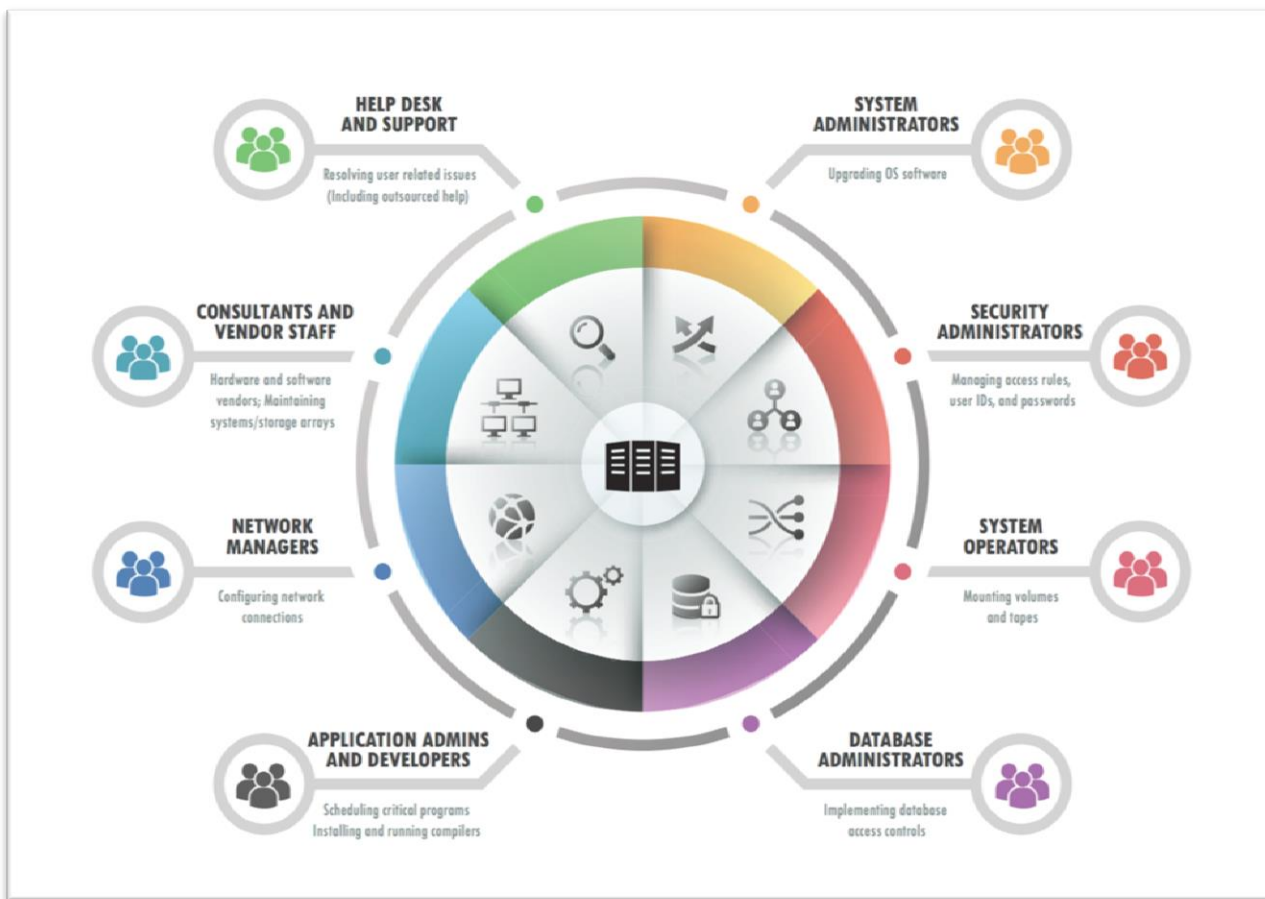 HELP DESK
AND SUPPORT
Resolving user related issues
(Including outsourced help)
SYSTEM
ADMINISTRATORS
Upgrading OS software
CONSULTANTS AND
VENDOR STAFF
Hardware and software
vendors; Maintaining
systems/storage arrays
SECURITY
ADMINISTRATORS
Managing access rules,
user IDs, and passwords
NETWORK
MANAGERS
Configuring network
connections
SYSTEM
OPERATORS
Mounting volumes
and tapes
APPLICATION ADMINS
AND DEVELOPERS
Scheduling critical programs
Installing and running compilers
DATABASE
ADMINISTRATORS
Implementing database
access controls